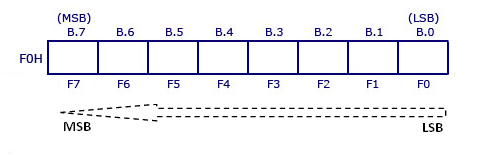 (MSB) (LSB)
B.7 B.6 B.5 B.4 B.3 B.2 B.1 B.0
F0H
F7 F6 F5 F4 F3 F2 F1 F0
MSB LSB